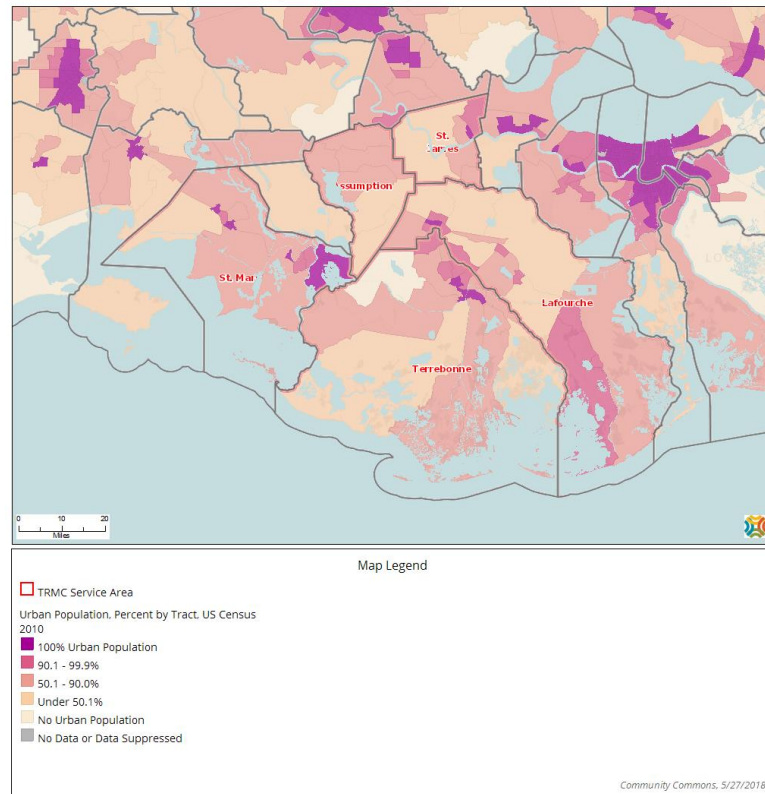 St.
Assumption
St. Mar
Lafourche
Terrebonne
0 10 20
Miles
Map Legend
TRMC Service Area
Urban Population, Percent by Tract, US Census
2010
100% Urban Population
90.1 - 99.9%
50.1 - 90.0%
Under 50.1%
No Urban Population
No Data or Data Suppressed
Community Commons, 5/27/2018